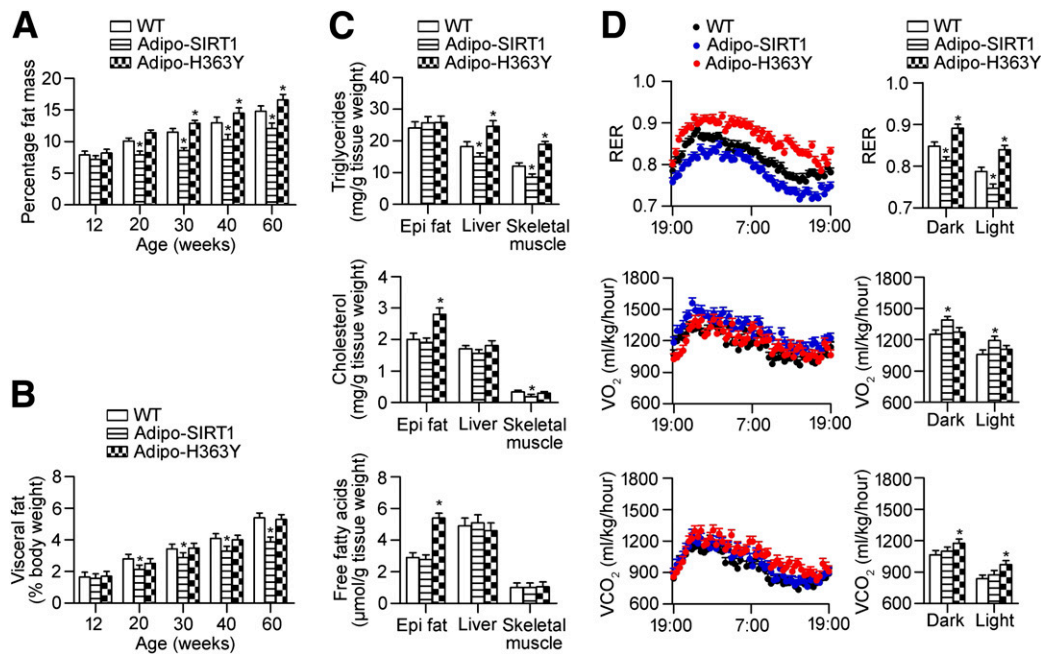 A
WT
Adipo-SIRT1
Adipo-H363Y
Percentage fat mass
20
15
10
5
0
* * * * * * *
12 20 30 40 60
Age (weeks)
B
WT
Adipo-SIRT1
Adipo-H363Y
Visceral fat
(% body weight)
8
6
4
2
0
* * * *
12 20 30 40 60
Age (weeks)
C
WT
Adipo-SIRT1
Adipo-H363Y
Triglycerides
(mg/g tissue weight)
40
30
20
10
0
* * * *
Epi fat Liver Skeletal
muscle
Cholesterol
(mg/g tissue weight)
4
3
2
1
0
* *
Epi fat Liver Skeletal
muscle
Free fatty acids
(µmol/g tissue weight)
8
6
4
2
0
*
Epi fat Liver Skeletal
muscle
D
WT
Adipo-SIRT1
Adipo-H363Y
RER
1.0
0.9
0.8
0.7
19:00 7:00 19:00
WT
Adipo-SIRT1
Adipo-H363Y
RER
1.0
0.9
0.8
0.7
* * * *
Dark Light
VO2 (ml/kg/hour)
1800
1500
1200
900
600
19:00 7:00 19:00
VO2 (ml/kg/hour)
1800
1500
1200
900
600
* *
Dark Light
VCO2 (ml/kg/hour)
1800
1500
1200
900
600
19:00 7:00 19:00
VCO2 (ml/kg/hour)
1800
1500
1200
900
600
* *
Dark Light